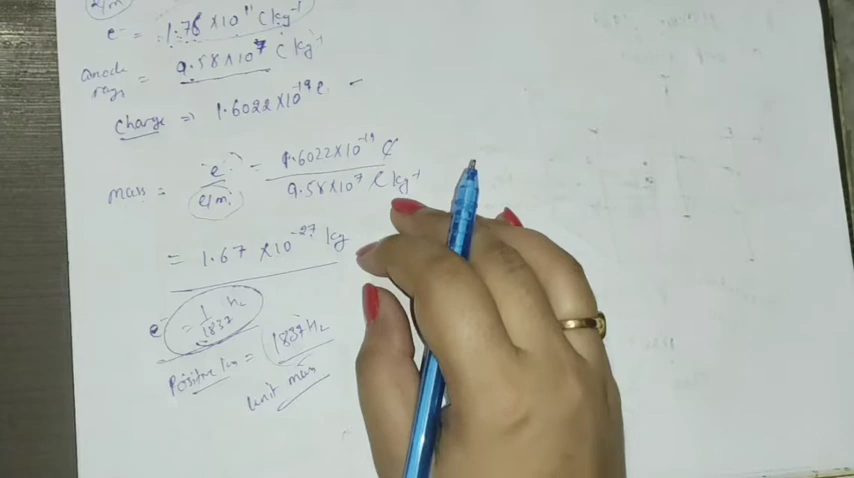 e/m
e⁻ = 1.76 × 10¹¹ C kg⁻¹
anode rays = 9.58 × 10⁷ C kg⁻¹
charge => 1.6022 × 10⁻¹⁹ C
mass = e / e/m = 1.6022 × 10⁻¹⁹ C / 9.58 × 10⁷ C kg⁻¹
= 1.67 × 10⁻²⁷ kg
e⁻ = 1/1837 H₂
Positive Ion = 1837 H₂
unit mass